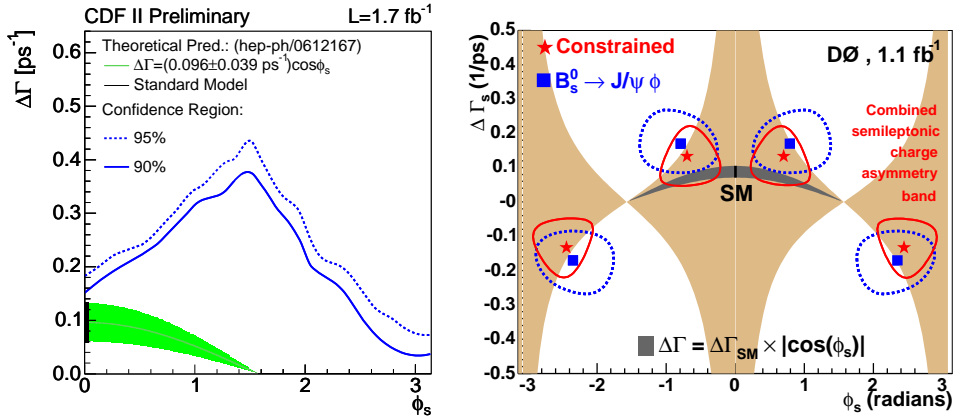 CDF II Preliminary L=1.7 fb⁻¹
ΔΓ [ps⁻¹]
Theoretical Pred.: (hep-ph/0612167)
ΔΓ=(0.096±0.039 ps⁻¹)cosϕs
Standard Model
Confidence Region:
95%
90%
0.6
0.5
0.4
0.3
0.2
0.1
0.0
0 1 2 3
ϕs
Δ Γs (1/ps)
DØ , 1.1 fb⁻¹
Constrained
B⁰s → J/ψ ϕ
Combined
semileptonic
charge
asymmetry
band
SM
ΔΓ = ΔΓSM × |cos(ϕs)|
0.5
0.4
0.3
0.2
0.1
-0
-0.1
-0.2
-0.3
-0.4
-0.5
-3 -2 -1 0 1 2 3
ϕs (radians)